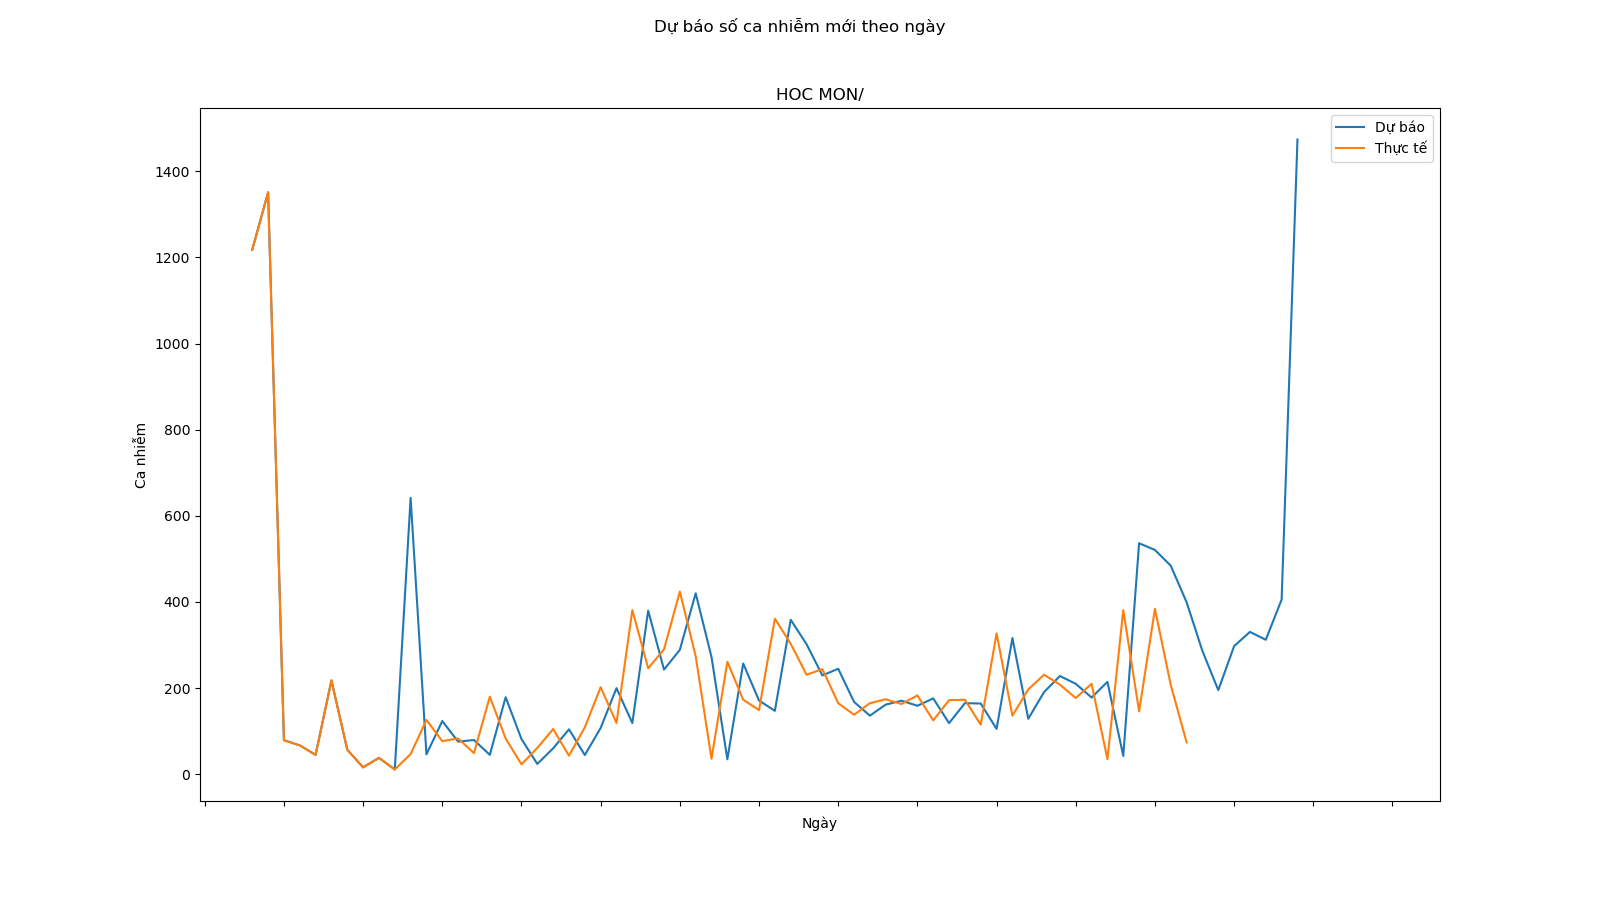 Dự báo số ca nhiễm mới theo ngày
HOC MON/
Dự báo
Thực tế
1400
1200
1000
800
600
400
200
0
Ca nhiễm
Ngày